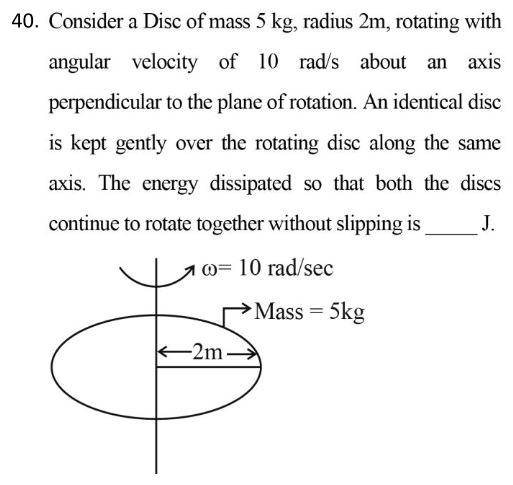 40. Consider a Disc of mass 5 kg, radius 2m, rotating with
angular velocity of 10 rad/s about an axis
perpendicular to the plane of rotation. An identical disc
is kept gently over the rotating disc along the same
axis. The energy dissipated so that both the discs
continue to rotate together without slipping is _____ J.
ω= 10 rad/sec
Mass = 5kg
2m